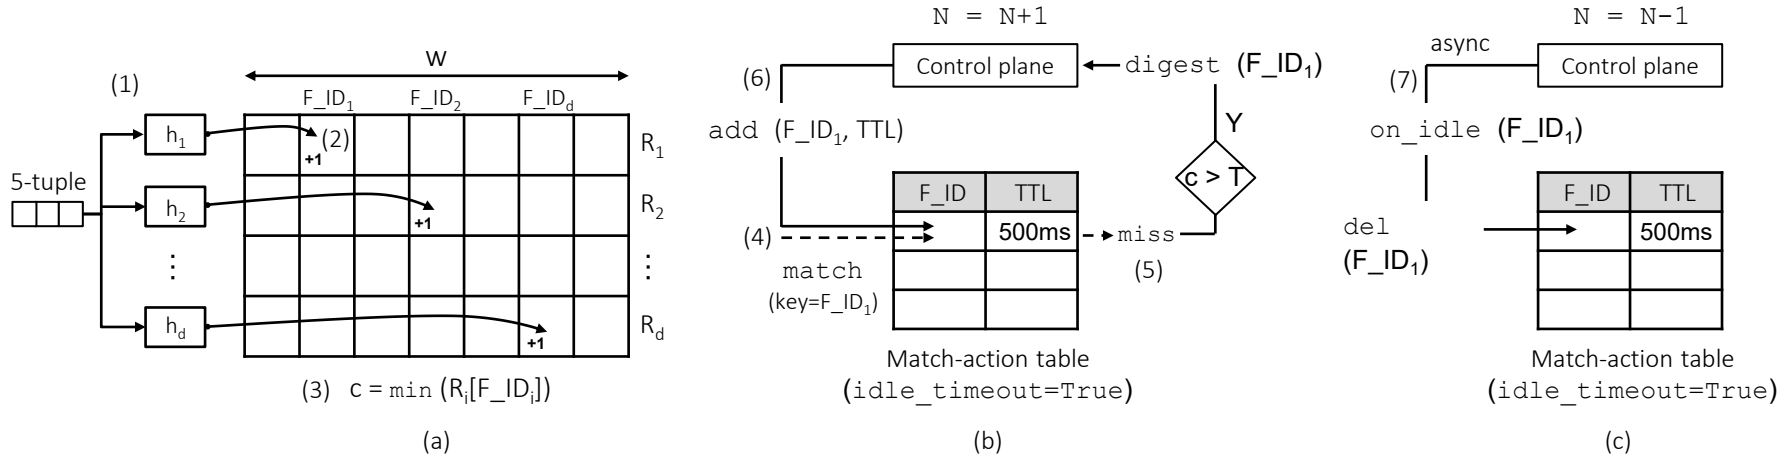 (1)
W
F_ID₁ F_ID₂ F_ID_d
5-tuple
h₁
(2)
+1
R₁
h₂
+1
R₂
⋮ ⋮
h_d
+1
R_d
(3) c = min (Rᵢ[F_IDᵢ])
(a)
N = N+1
(6)
Control plane
digest (F_ID₁)
add (F_ID₁, TTL)
Y
c > T
F_ID TTL
500ms
(4)
miss
(5)
match
(key=F_ID₁)
Match-action table
(idle_timeout=True)
(b)
N = N-1
async
(7)
Control plane
on_idle (F_ID₁)
F_ID TTL
500ms
del
(F_ID₁)
Match-action table
(idle_timeout=True)
(c)